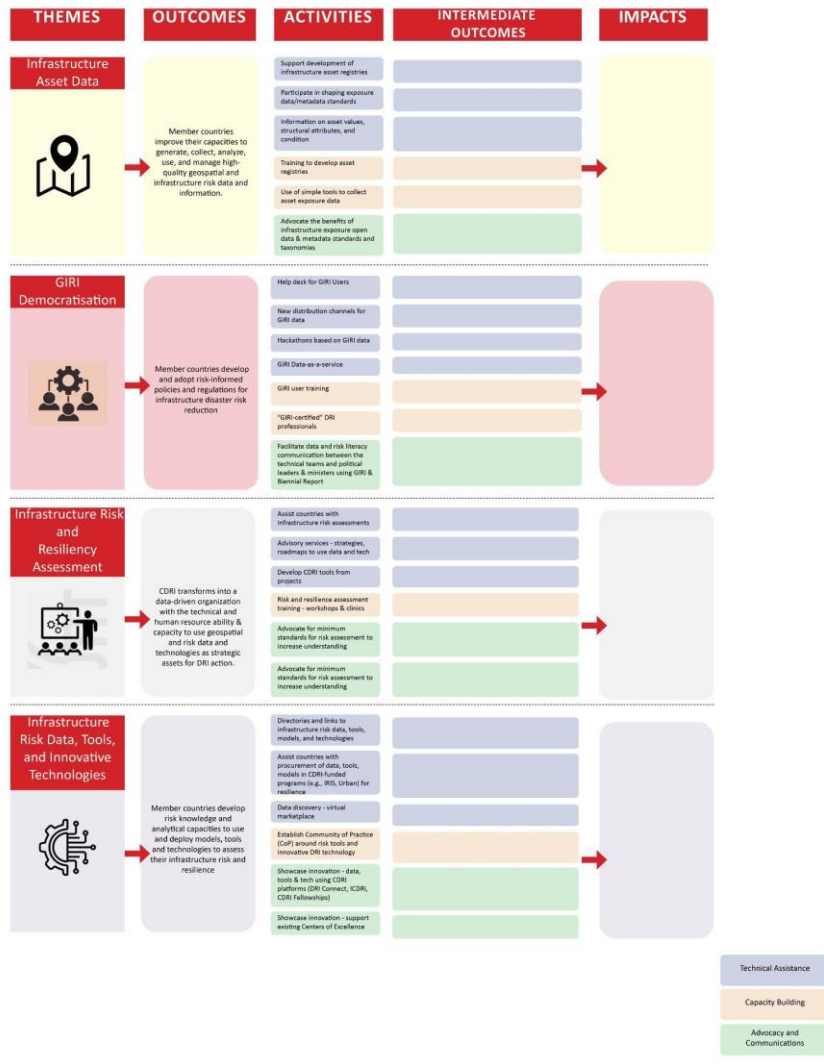 THEMES
OUTCOMES
ACTIVITIES
INTERMEDIATE
OUTCOMES
IMPACTS
Infrastructure
Asset Data
Member countries
improve their capacities to
generate, collect, analyze,
use, and manage high-
quality geospatial and
infrastructure risk data and
information.
Support development of
infrastructure asset registries
Participate in shaping exposure
data/metadata standards
Information on asset values,
structural attributes, and
condition
Training to develop asset
registries
Use of simple tools to collect
asset exposure data
Advocate the benefits of
infrastructure exposure open
data & metadata standards and
taxonomies
GIRI
Democratisation
Member countries develop
and adopt risk-informed
policies and regulations for
infrastructure disaster risk
reduction
Help desk for GIRI Users
New distribution channels for
GIRI data
Hackathons based on GIRI data
GIRI Data-as-a-service
GIRI user training
"GIRI-certified" DRI
professionals
Facilitate data and risk literacy
communication between the
technical teams and political
leaders & ministers using GIRI &
Biennial Report
Infrastructure Risk
and
Resiliency
Assessment
CDRI transforms into a
data-driven organization
with the technical and
human resource ability &
capacity to use geospatial
and risk data and
technologies as strategic
assets for DRI action.
Assist countries with
infrastructure risk assessments
Advisory services - strategies,
roadmaps to use data and tech
Develop CDRI tools from
projects
Risk and resilience assessment
training - workshops & clinics
Advocate for minimum
standards for risk assessment to
increase understanding
Advocate for minimum
standards for risk assessment to
increase understanding
Infrastructure
Risk Data, Tools,
and Innovative
Technologies
Member countries develop
risk knowledge and
analytical capacities to use
and deploy models, tools
and technologies to assess
their infrastructure risk and
resilience
Directories and links to
infrastructure risk data, tools,
models, and technologies
Assist countries with
procurement of data, tools,
models in CDRI-funded
programs (e.g., IRIS, Urban) for
resilience
Data discovery - virtual
marketplace
Establish Community of Practice
(CoP) around risk tools and
innovative DRI technology
Showcase innovation - data,
tools & tech using CDRI
platforms (DRI Connect, ICDRI,
CDRI Fellowships)
Showcase innovation - support
existing Centers of Excellence
Technical Assistance
Capacity Building
Advocacy and
Communications